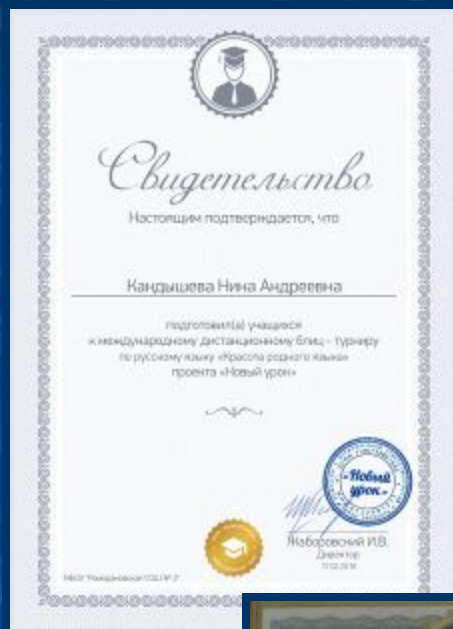 Свидетельство
Настоящим подтверждается, что
Кандышева Нина Андреевна
подготовил(а) учащихся
к международному дистанционному блиц - турниру
по русскому языку «Красота родного языка»
проекта «Новый урок»
«Новый
урок»
Жаборовский И.В.
Директор